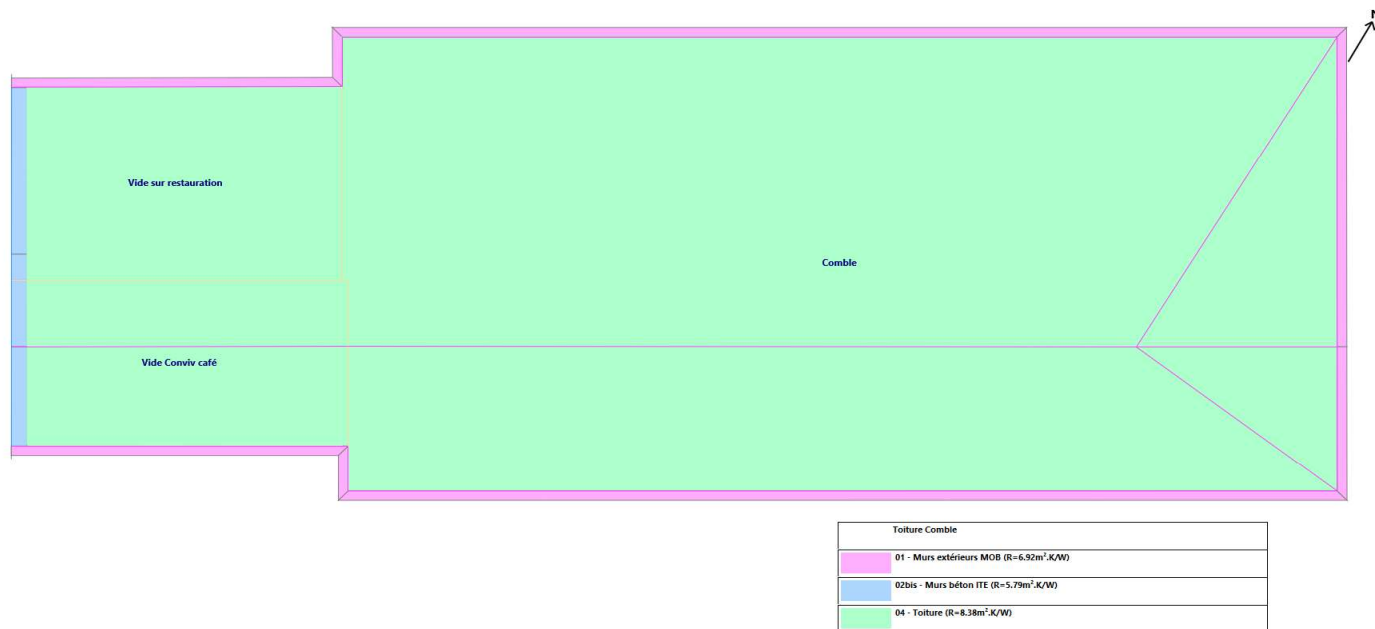 N
Vide sur restauration
Comble
Vide Conviv café
Toiture Comble
01 - Murs extérieurs MOB (R=6.92m².K/W)
02bis - Murs béton ITE (R=5.79m².K/W)
04 - Toiture (R=8.38m².K/W)